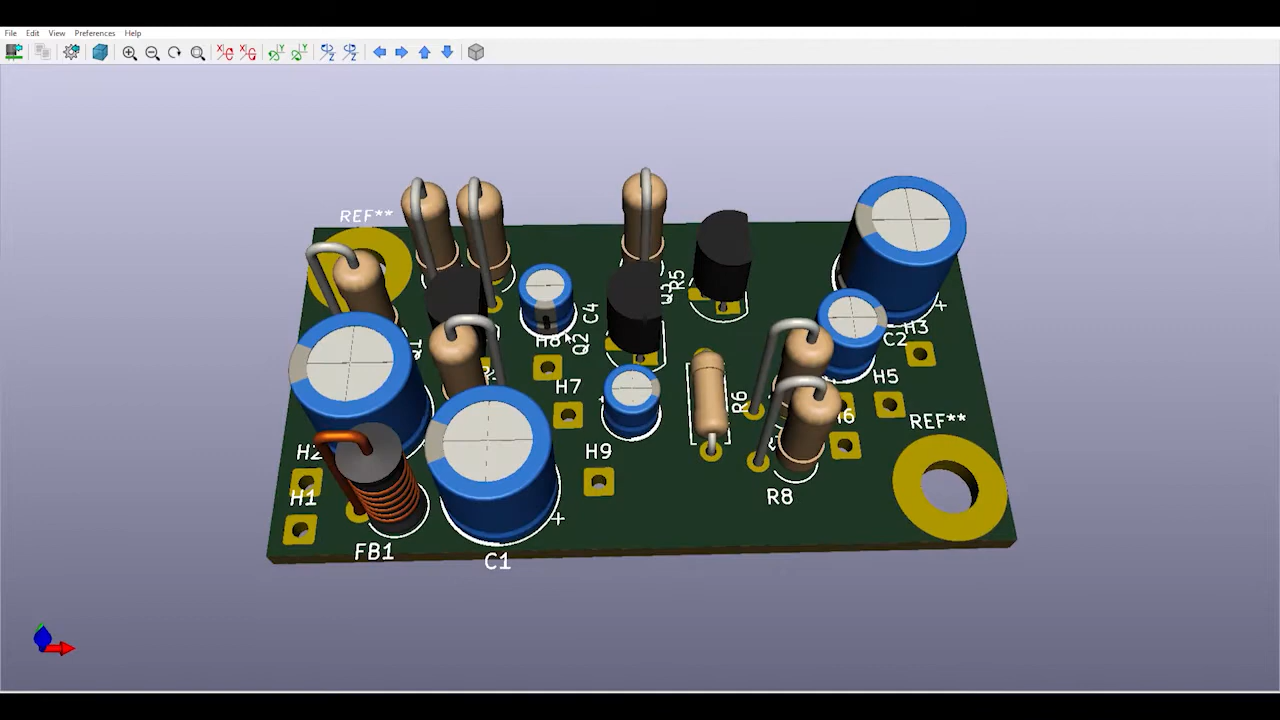 File Edit View Preferences Help
REF**
R5
C4
Q2
H8
H3
C2
Q1
H7
H5
R6
REF**
H9
H2
H1
R8
FB1
C1